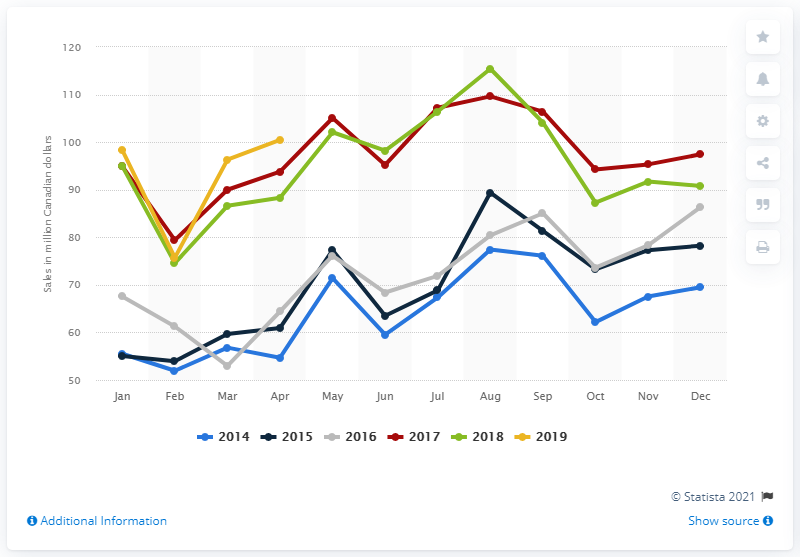 120
110
100
90
80
70
60
50
Sales in million Canadian dollars
Jan Feb Mar Apr May Jun Jul Aug Sep Oct Nov Dec
2014 2015 2016 2017 2018 2019
© Statista 2021
Additional Information
Show source